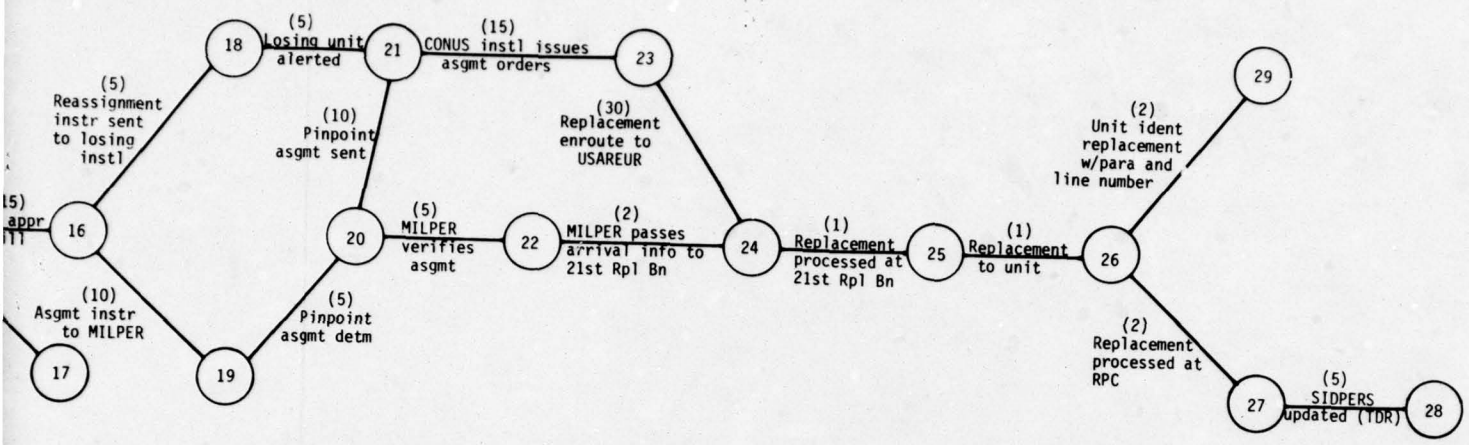 (5)
Losing unit
alerted
18
21
(15)
CONUS instl issues
asgmt orders
23
29
(5)
Reassignment
instr sent
to losing
instl
(10)
Pinpoint
asgmt sent
(30)
Replacement
enroute to
USAREUR
(2)
Unit ident
replacement
w/para and
line number
15)
appr
16
20
(5)
MILPER
verifies
asgmt
22
(2)
MILPER passes
arrival info to
21st Rpl Bn
24
(1)
Replacement
processed at
21st Rpl Bn
25
(1)
Replacement
to unit
26
(10)
Asgmt instr
to MILPER
(5)
Pinpoint
asgmt detm
(2)
Replacement
processed at
RPC
17
19
27
(5)
SIDPERS
updated (TDR)
28